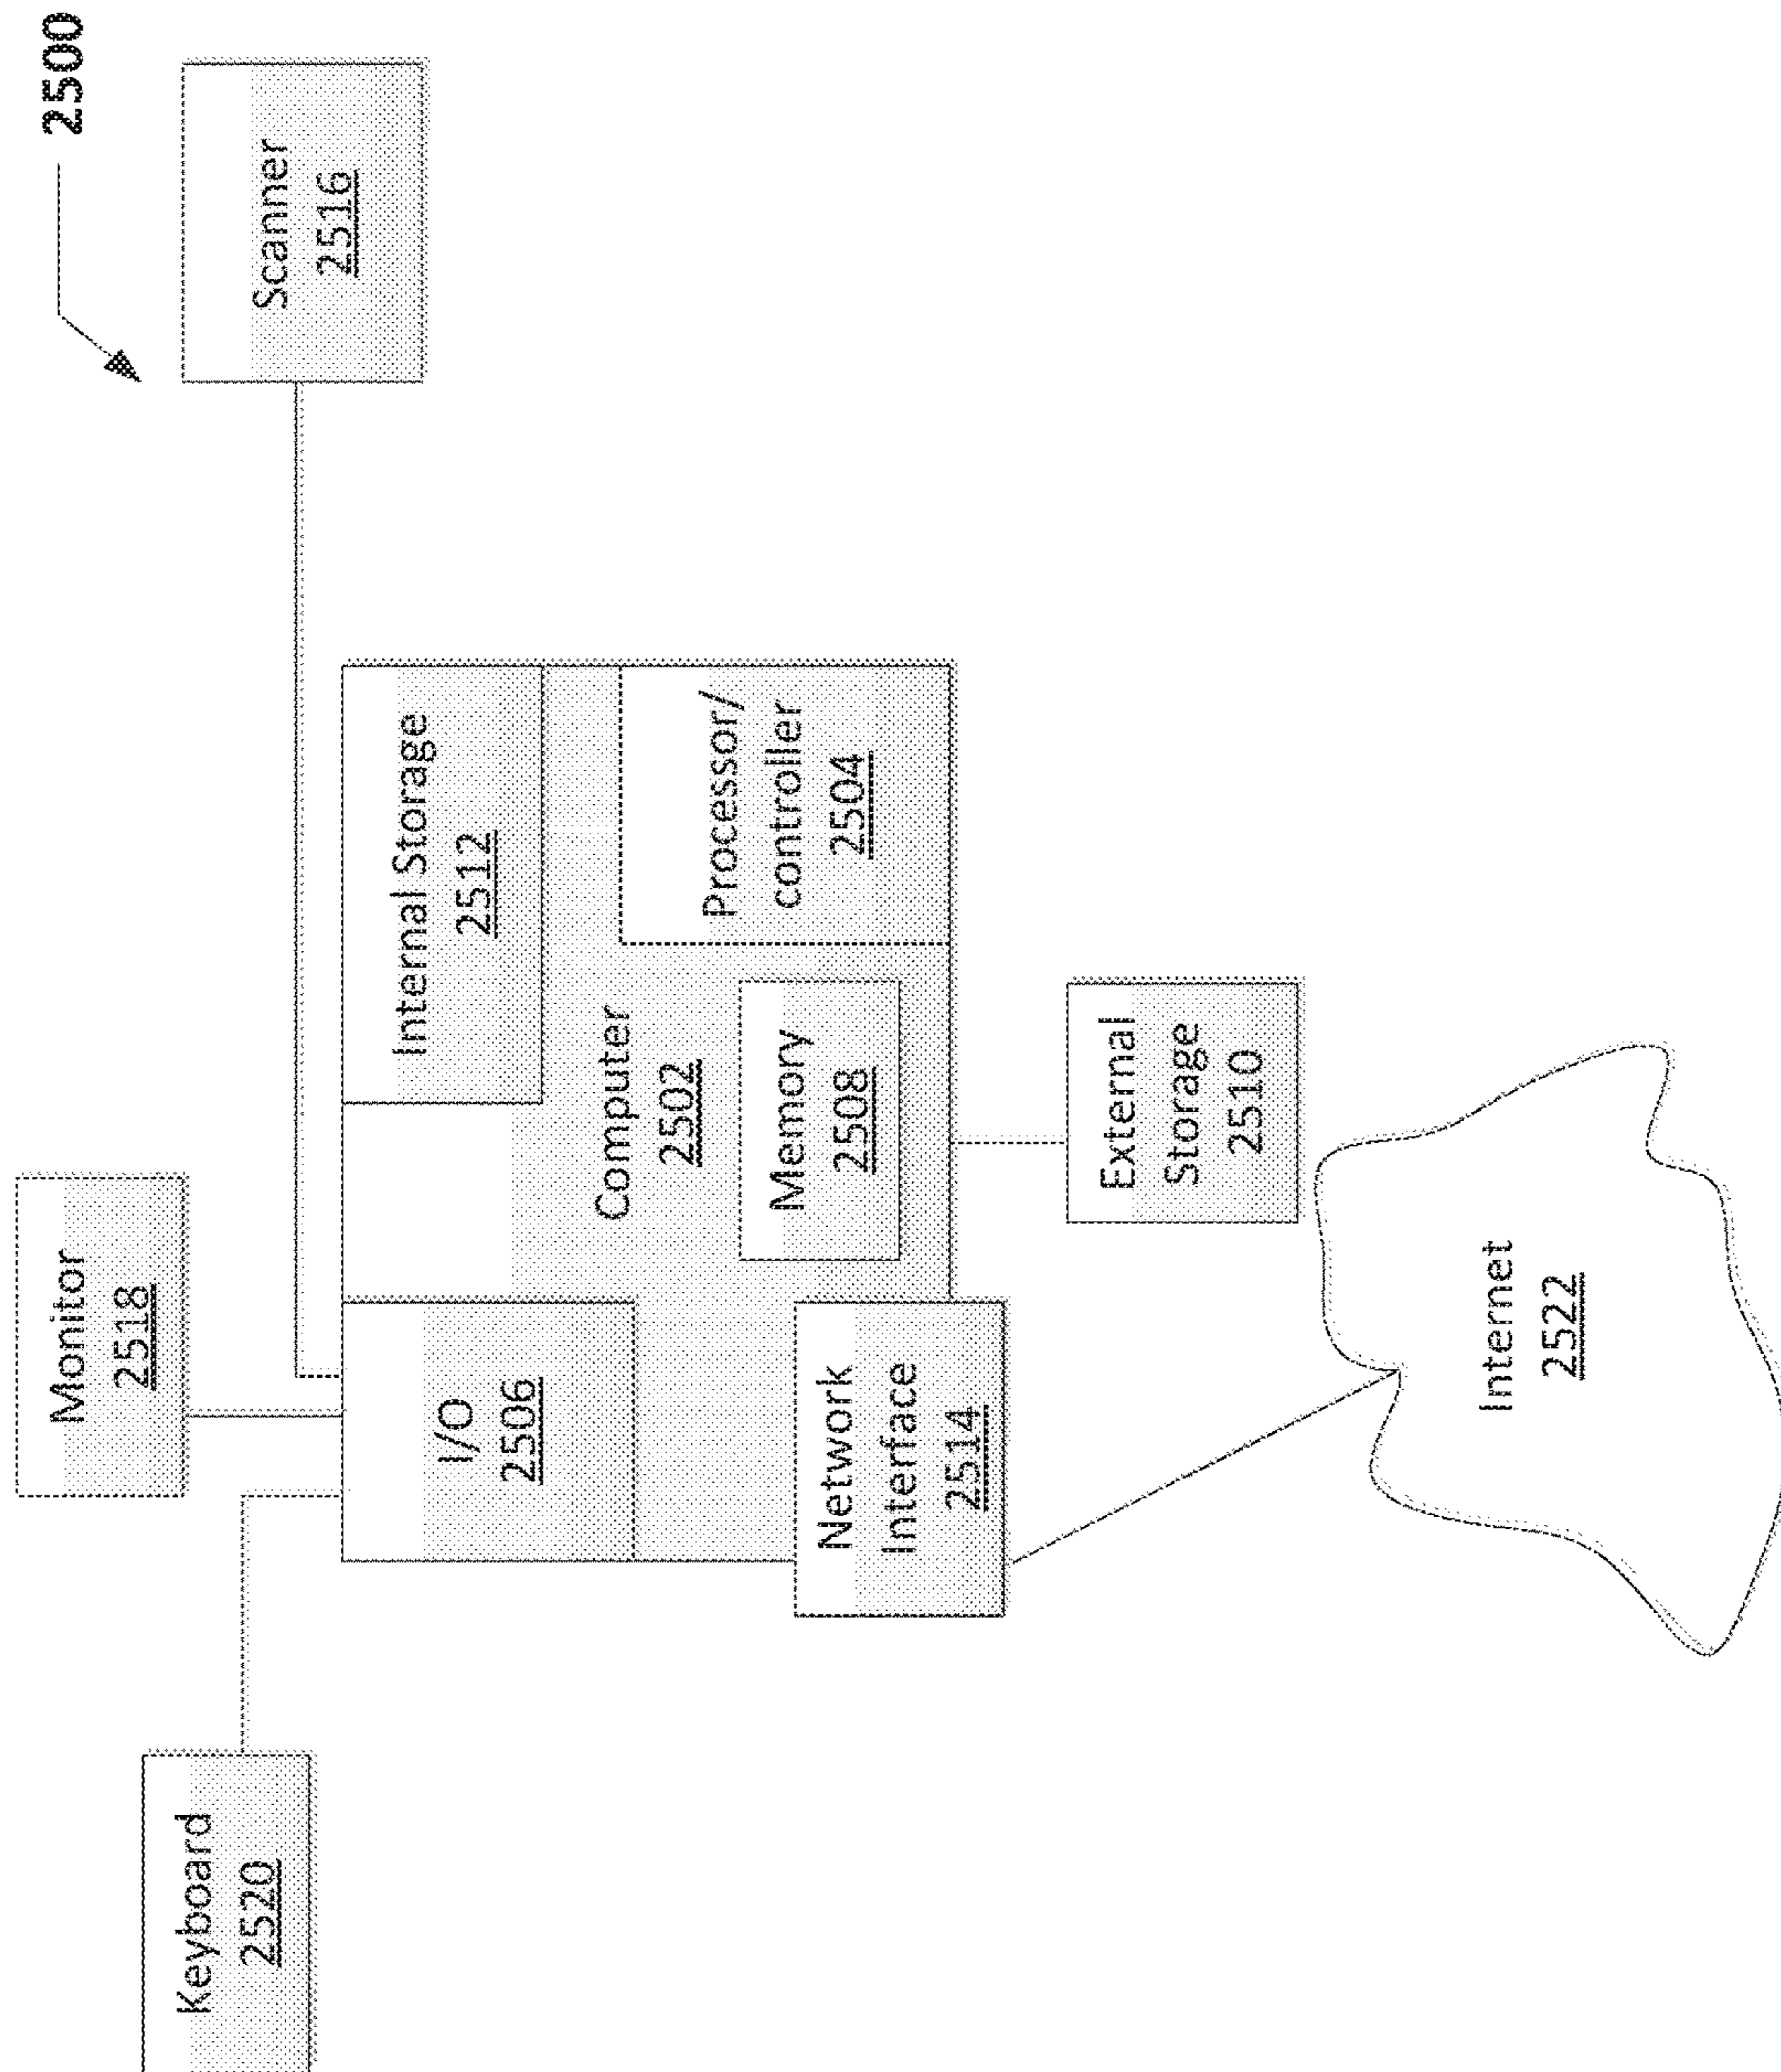 2500
Keyboard
2520
Monitor
2518
Scanner
2516
I/O
2506
Internal Storage
2512
Computer
2502
Processor/
controller
2504
Memory
2508
Network
Interface
2514
External
Storage
2510
Internet
2522